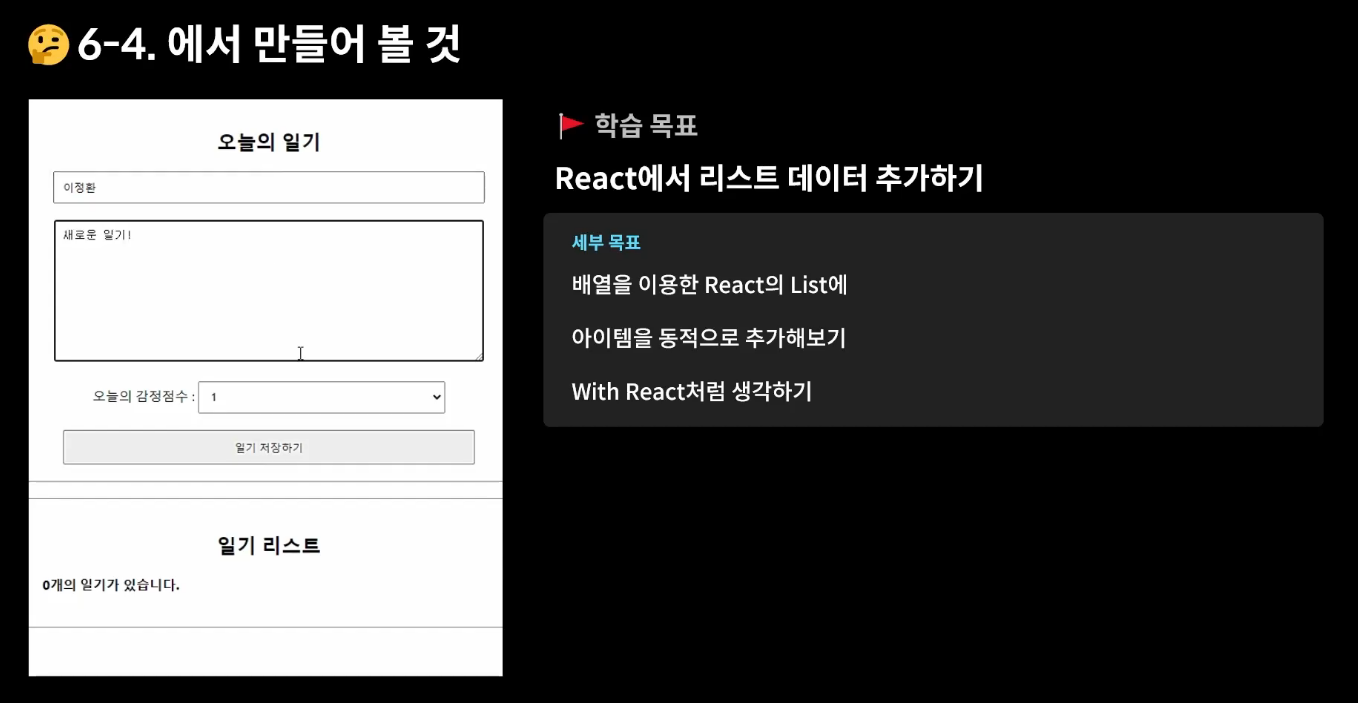 🤔 6-4. 에서 만들어 볼 것
오늘의 일기
이정환
새로운 일기!
오늘의 감정점수 : 1
일기 저장하기
일기 리스트
0개의 일기가 있습니다.
🚩 학습 목표
React에서 리스트 데이터 추가하기
세부 목표
배열을 이용한 React의 List에
아이템을 동적으로 추가해보기
With React처럼 생각하기